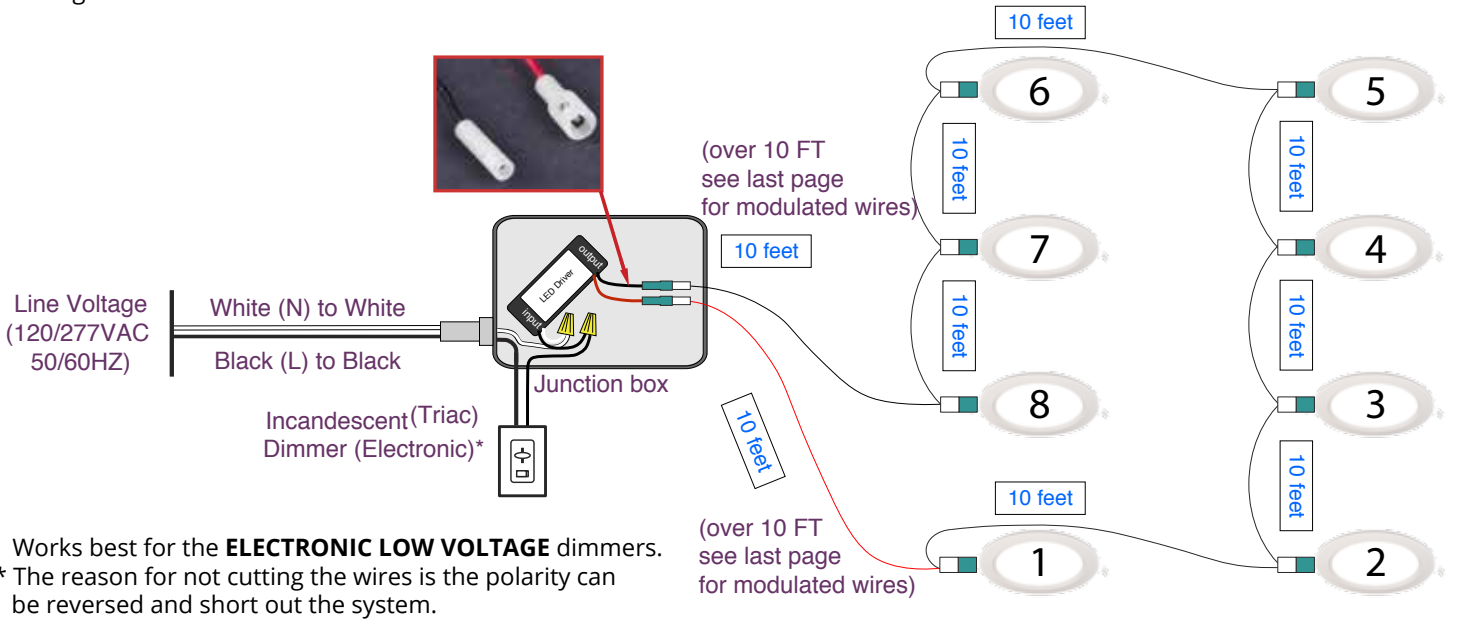 10 feet
6
5
10 feet
10 feet
(over 10 FT
see last page
for modulated wires)
10 feet
7
4
output
LED Driver
input
Line Voltage
(120/277VAC
50/60HZ)
White (N) to White
Black (L) to Black
Junction box
10 feet
10 feet
8
3
Incandescent (Triac)
Dimmer (Electronic)*
10 feet
10 feet
10 feet
(over 10 FT
see last page
for modulated wires)
1
2
Works best for the ELECTRONIC LOW VOLTAGE dimmers.
* The reason for not cutting the wires is the polarity can
be reversed and short out the system.